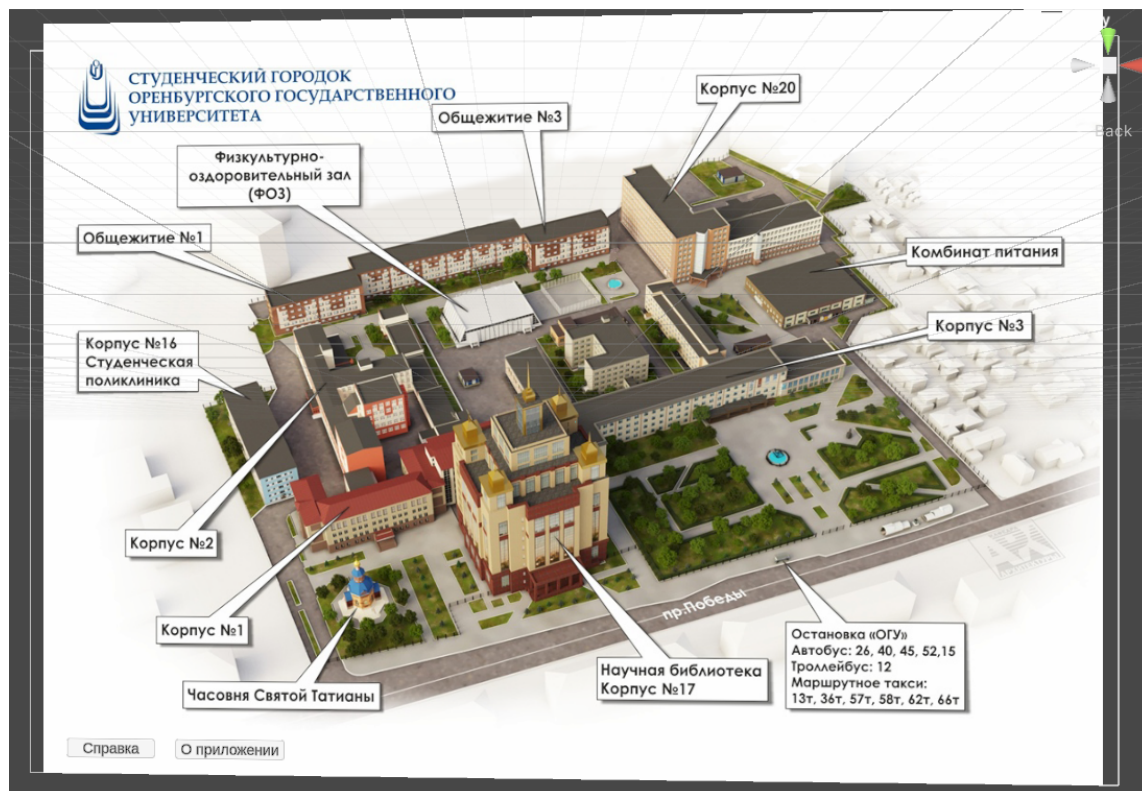 СТУДЕНЧЕСКИЙ ГОРОДОК
ОРЕНБУРГСКОГО ГОСУДАРСТВЕННОГО
УНИВЕРСИТЕТА
y
Back
Корпус №20
Общежитие №3
Физкультурно-
оздоровительный зал
(ФОЗ)
Общежитие №1
Комбинат питания
Корпус №16
Студенческая
поликлиника
Корпус №3
Корпус №2
Корпус №1
пр.Победы
Часовня Святой Татианы
Научная библиотека
Корпус №17
Остановка «ОГУ»
Автобус: 26, 40, 45, 52,15
Троллейбус: 12
Маршрутное такси:
13т, 36т, 57т, 58т, 62т, 66т
Справка
О приложении